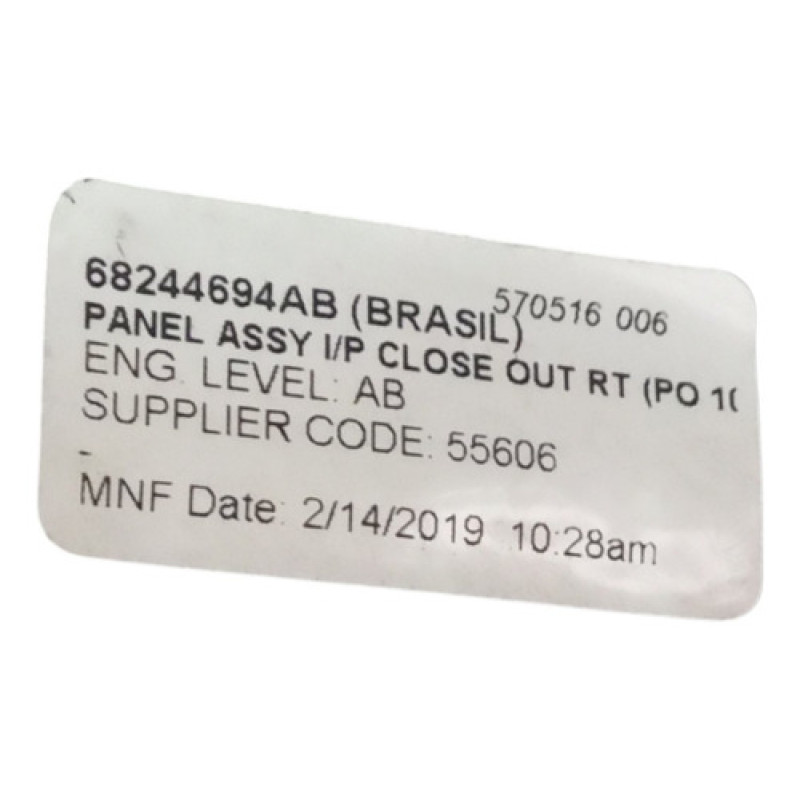 68244694AB (BRASIL) 570516 006
PANEL ASSY I/P CLOSE OUT RT (PO 10
ENG. LEVEL: AB
SUPPLIER CODE: 55606
-
MNF Date: 2/14/2019 10:28am